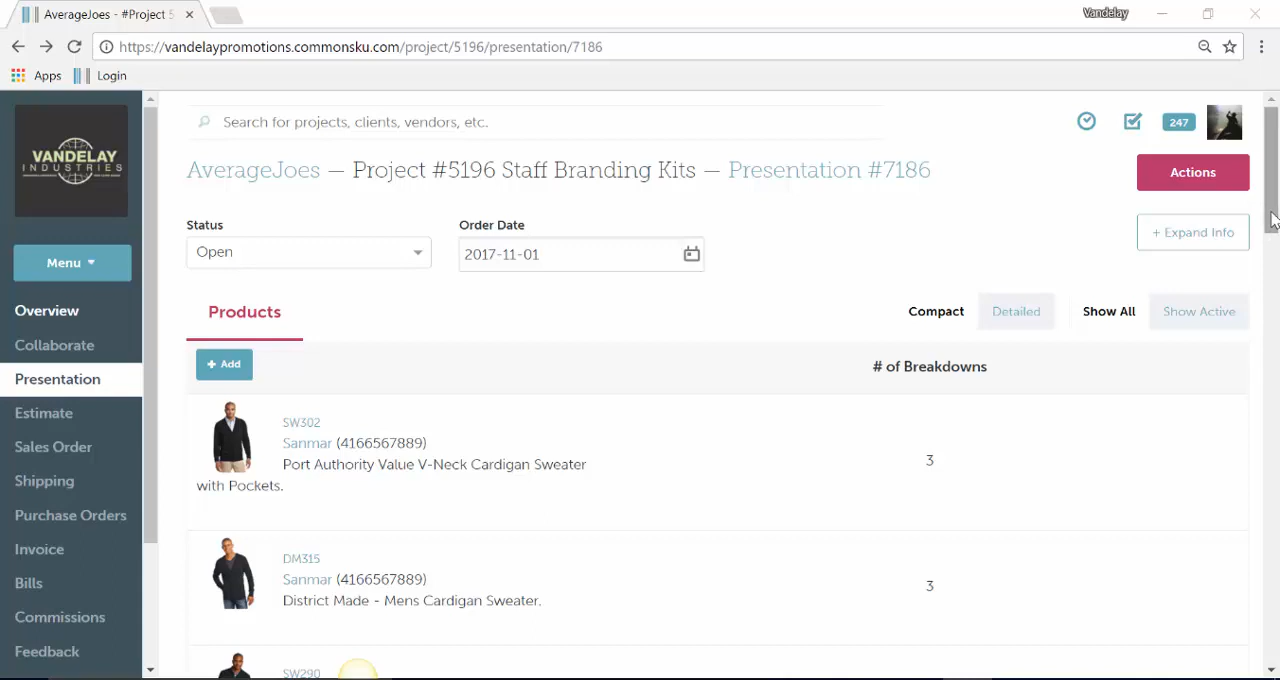 AverageJoes - #Project 5
Vandelay
https://vandelaypromotions.commonsku.com/project/5196/presentation/7186
Apps
Login
VANDELAY
INDUSTRIES
Search for projects, clients, vendors, etc.
247
AverageJoes — Project #5196 Staff Branding Kits — Presentation #7186
Actions
Status
Order Date
+ Expand Info
Open
2017-11-01
Menu
Overview
Collaborate
Presentation
Estimate
Sales Order
Shipping
Purchase Orders
Invoice
Bills
Commissions
Feedback
Products
Compact
Detailed
Show All
Show Active
+ Add
# of Breakdowns
SW302
Sanmar (4166567889)
Port Authority Value V-Neck Cardigan Sweater
with Pockets.
3
DM315
Sanmar (4166567889)
District Made - Mens Cardigan Sweater.
3
SW290